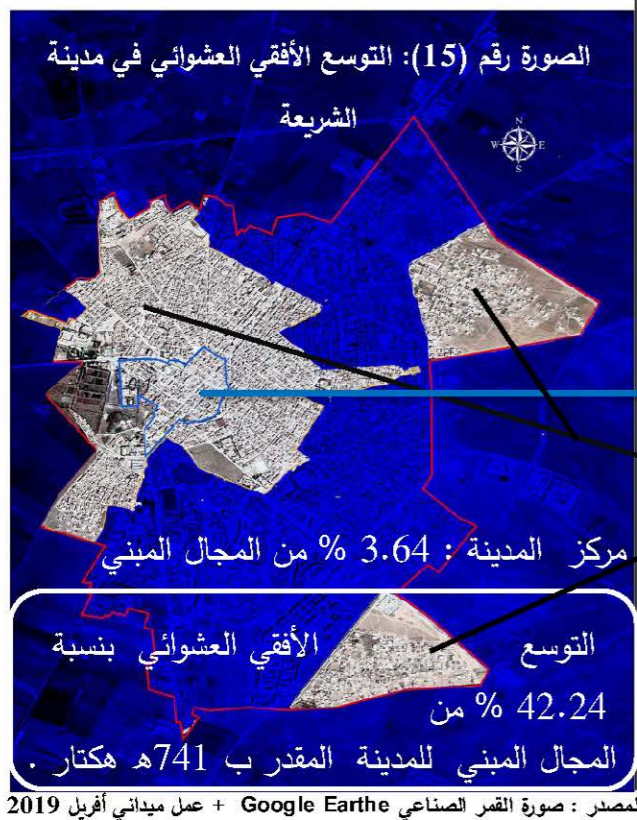 الصورة رقم (15): التوسع الأفقي العشوائي في مدينة
الشريعة
N
W E
S
مركز المدينة : 3.64 % من المجال المبني
التوسع الأفقي العشوائي بنسبة
42.24 % من
المجال المبني للمدينة المقدر ب 741ه هكتار .
المصدر : صورة القمر الصناعي Google Earthe + عمل ميداني أفريل 2019